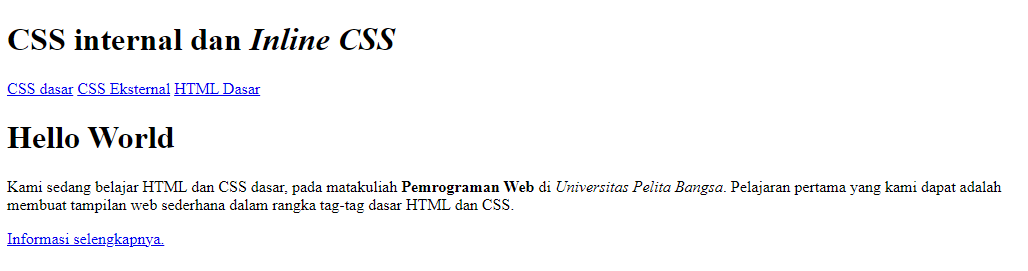 CSS internal dan Inline CSS
CSS dasar CSS Eksternal HTML Dasar
Hello World
Kami sedang belajar HTML dan CSS dasar, pada matakuliah Pemrograman Web di Universitas Pelita Bangsa. Pelajaran pertama yang kami dapat adalah
membuat tampilan web sederhana dalam rangka tag-tag dasar HTML dan CSS.
Informasi selengkapnya.